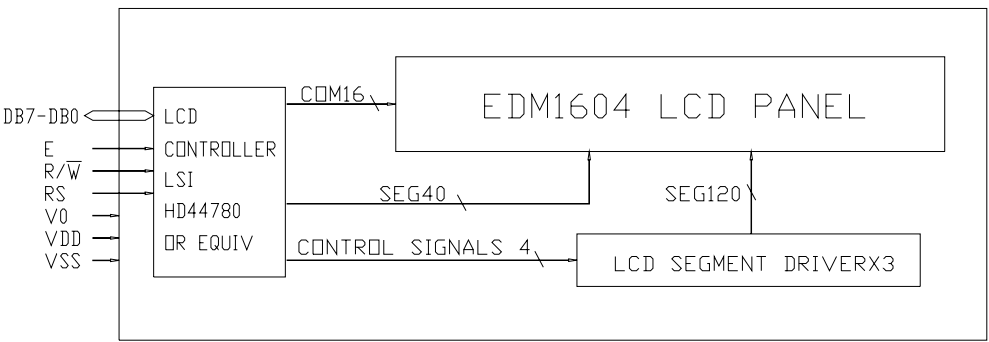 DB7-DB0
E
R/W̅
RS
V0
VDD
VSS
LCD
CONTROLLER
LSI
HD44780
OR EQUIV
COM16
EDM1604 LCD PANEL
SEG40
SEG120
CONTROL SIGNALS 4
LCD SEGMENT DRIVERX3